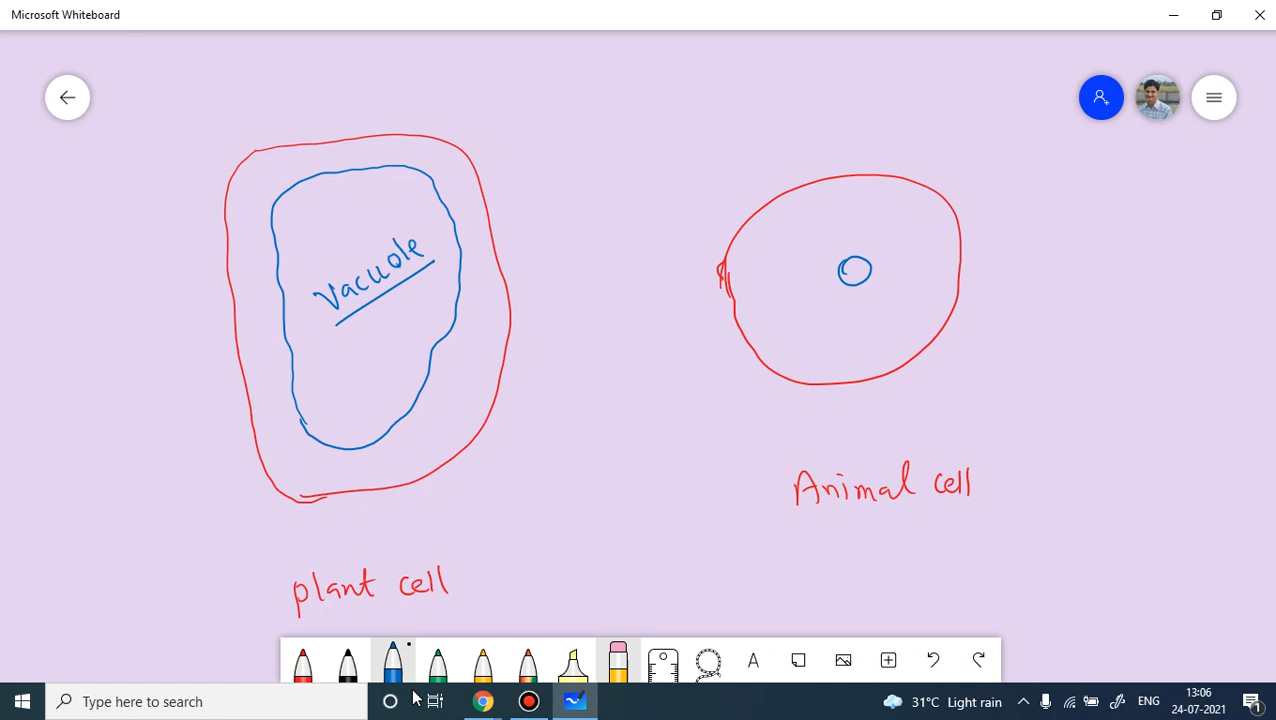 Microsoft Whiteboard
Vacuole
Animal cell
plant cell
A
Type here to search
31°C Light rain
ENG
13:06
24-07-2021
1